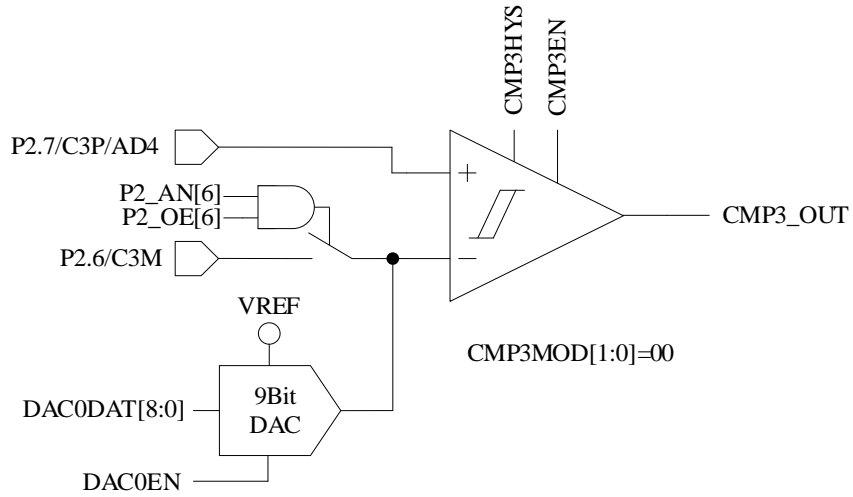 CMP3HYS
CMP3EN
P2.7/C3P/AD4
+
P2_AN[6]
P2_OE[6]
CMP3_OUT
P2.6/C3M
−
VREF
CMP3MOD[1:0]=00
9Bit
DAC
DAC0DAT[8:0]
DAC0EN